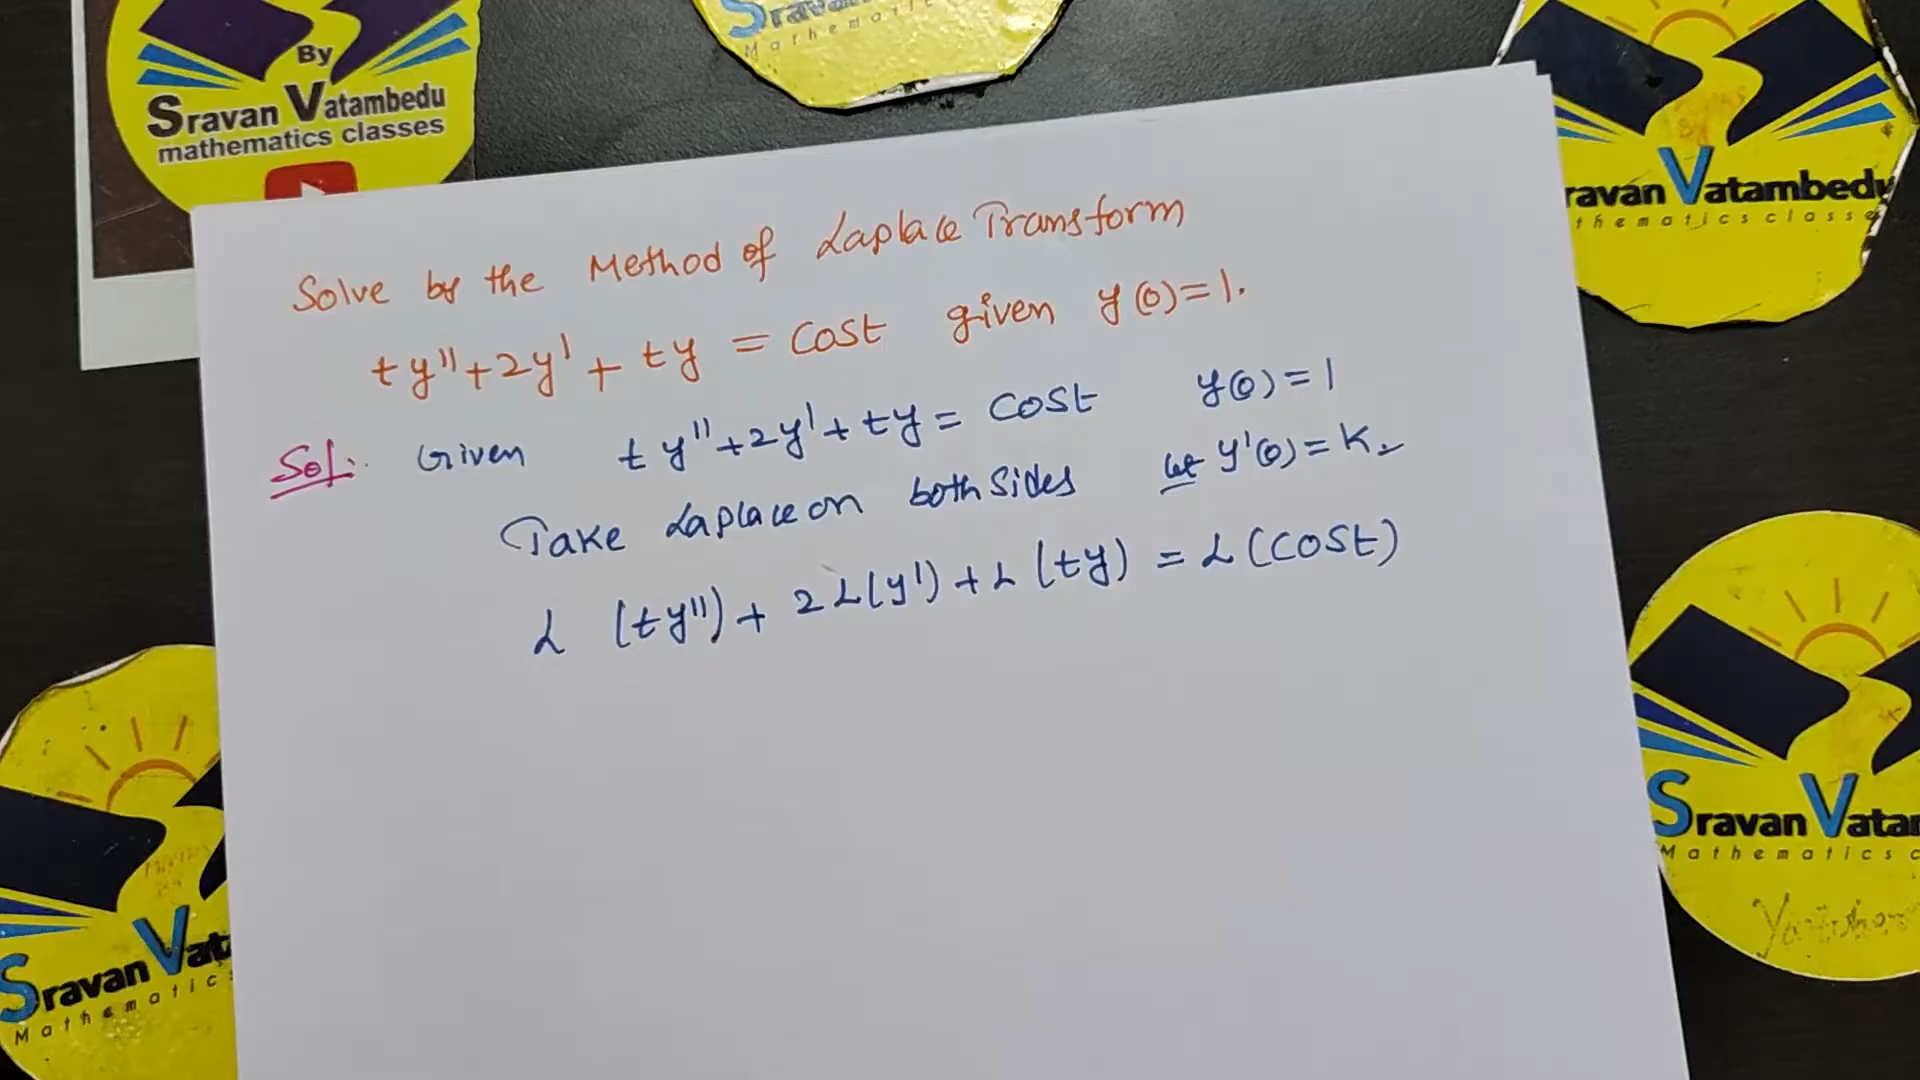 By
Sravan Vatambedu
mathematics classes
Mathematic
ravan Vatambedu
thematics classe
Solve by the Method of Laplace Transform
ty''+2y'+ty = Cost given y(0)=1.
Sol: Given ty''+2y'+ty = Cost y(0)=1
Take Laplace on both sides let y'(0)=K.
L (ty'')+2L(y')+L(ty) = L(Cost)
Sravan Vat
Mathematic
Sravan Vatam
Mathematics c